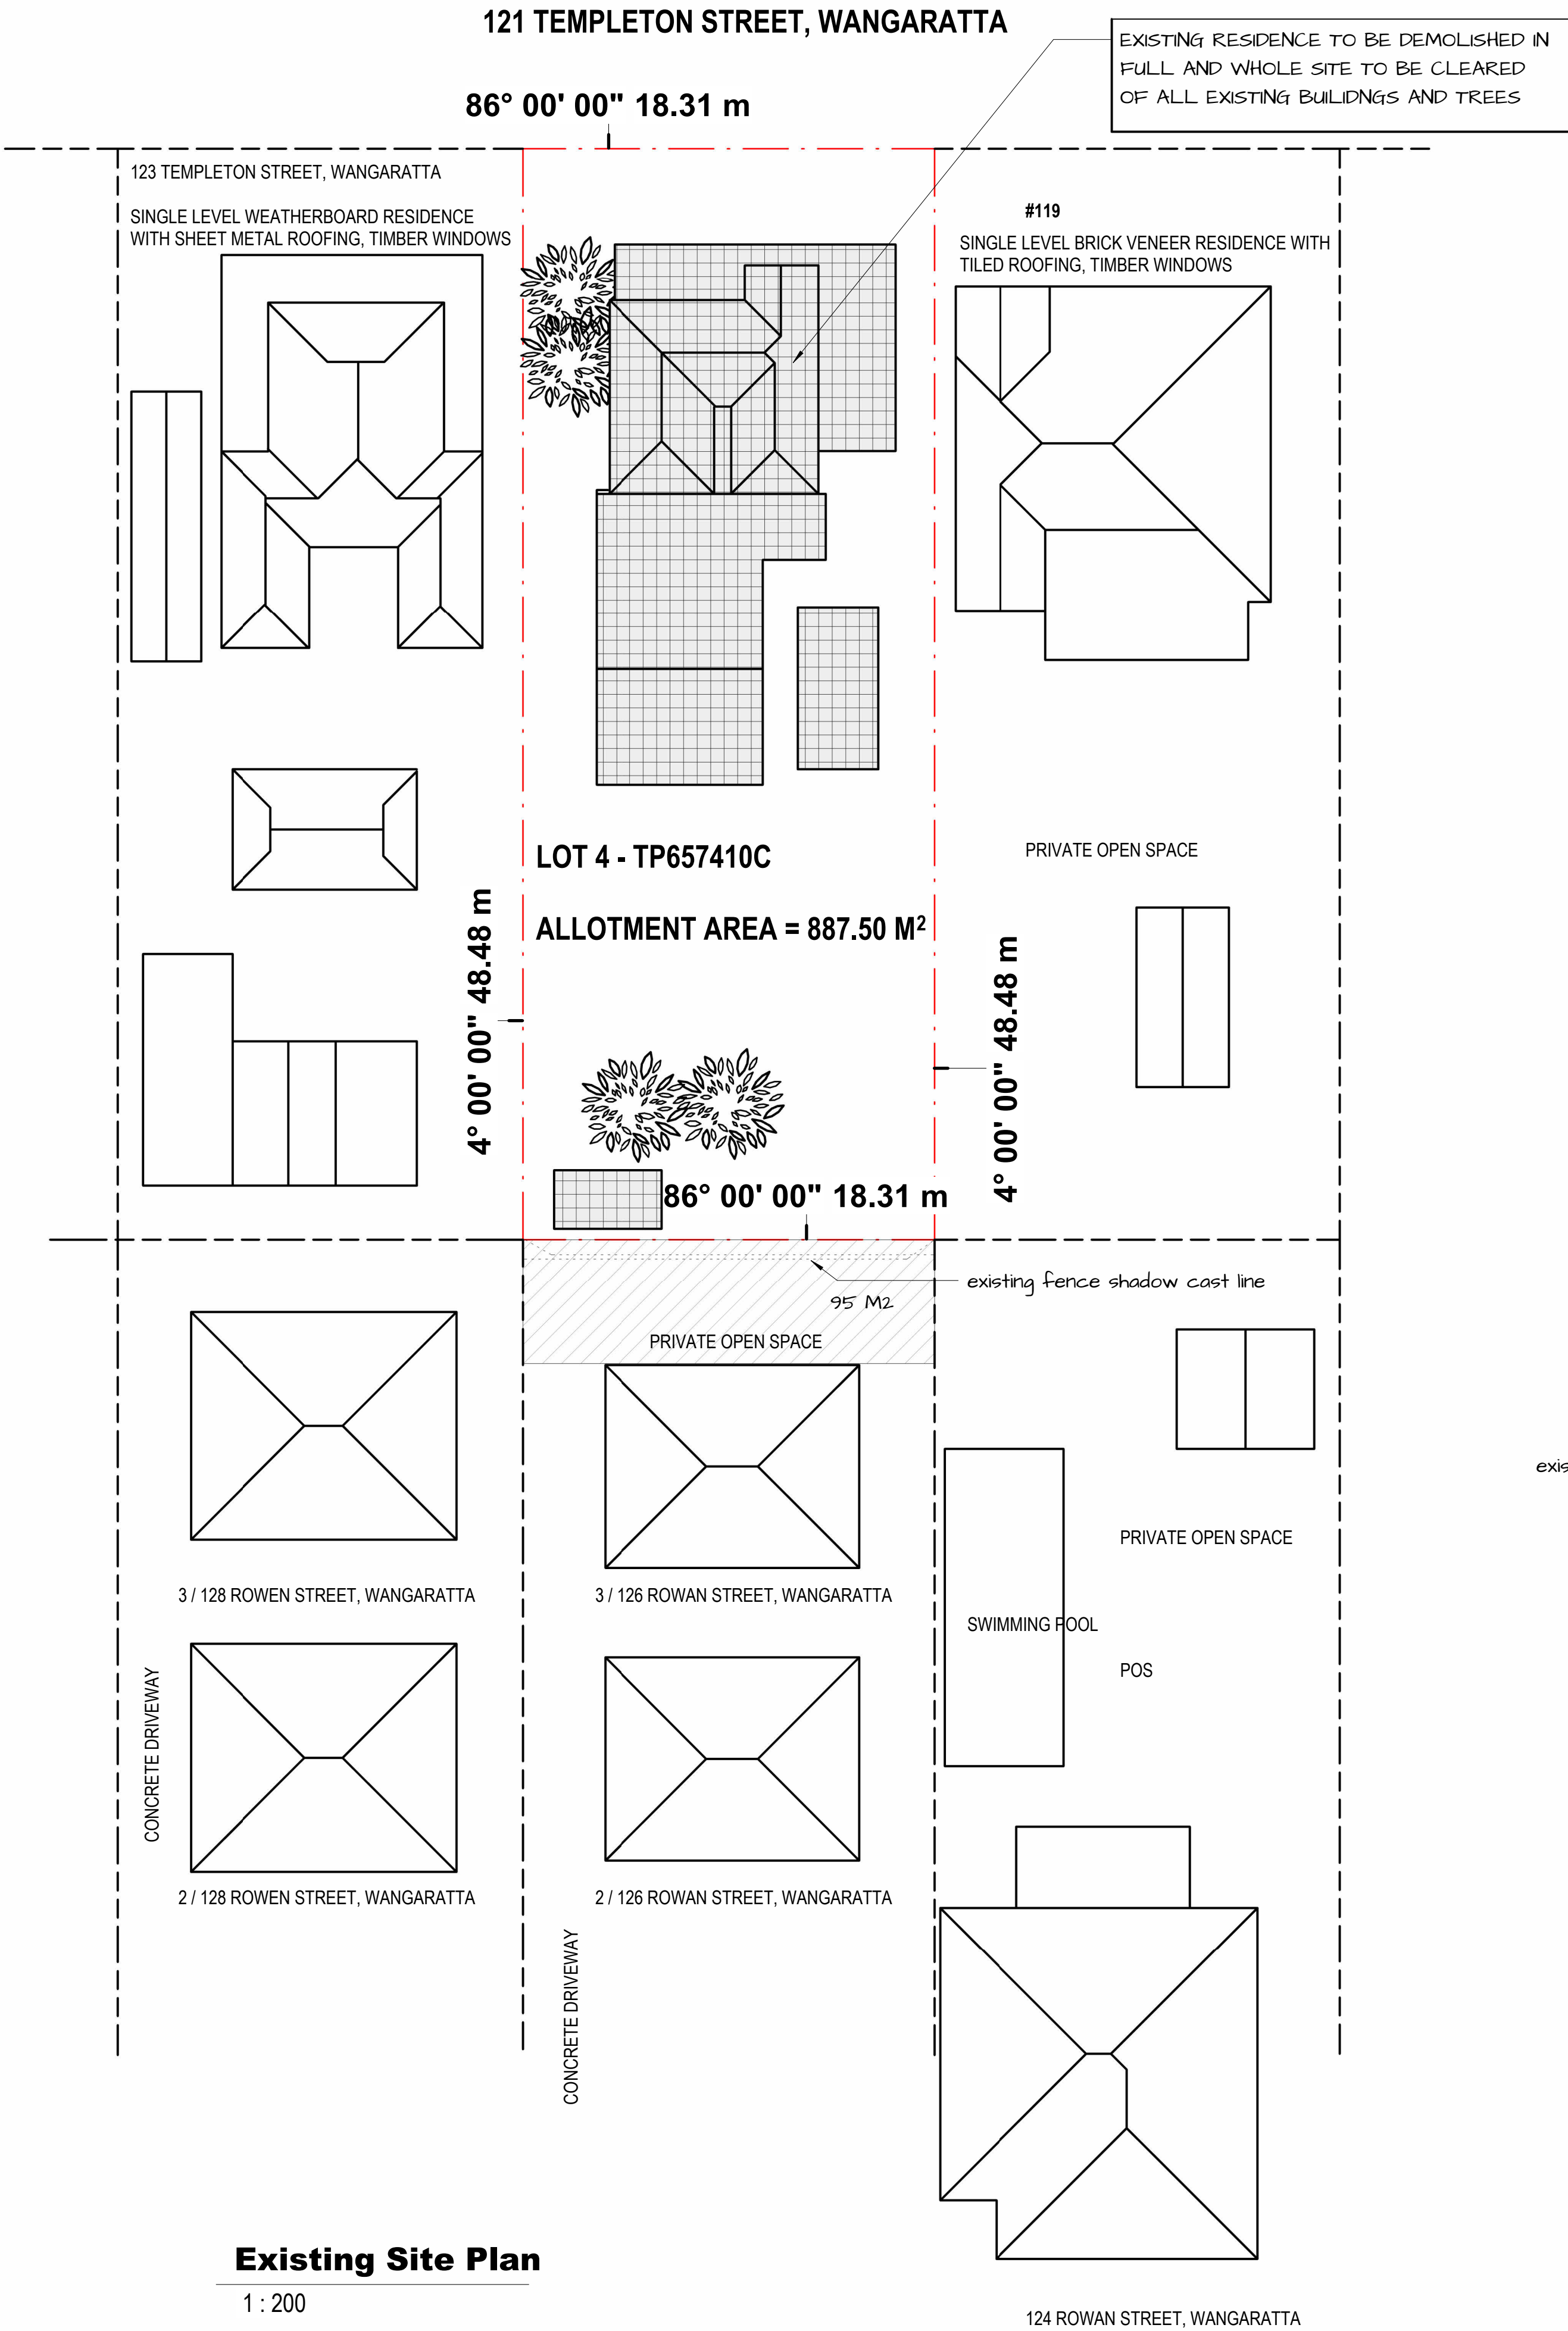 121 TEMPLETON STREET, WANGARATTA
EXISTING RESIDENCE TO BE DEMOLISHED IN
FULL AND WHOLE SITE TO BE CLEARED
OF ALL EXISTING BUILIDNGS AND TREES
86° 00' 00" 18.31 m
123 TEMPLETON STREET, WANGARATTA
SINGLE LEVEL WEATHERBOARD RESIDENCE
WITH SHEET METAL ROOFING, TIMBER WINDOWS
#119
SINGLE LEVEL BRICK VENEER RESIDENCE WITH
TILED ROOFING, TIMBER WINDOWS
LOT 4 - TP657410C
PRIVATE OPEN SPACE
ALLOTMENT AREA = 887.50 M²
4° 00' 00" 48.48 m
4° 00' 00" 48.48 m
86° 00' 00" 18.31 m
existing fence shadow cast line
95 M2
PRIVATE OPEN SPACE
exis
PRIVATE OPEN SPACE
3 / 128 ROWEN STREET, WANGARATTA
3 / 126 ROWAN STREET, WANGARATTA
SWIMMING POOL
POS
CONCRETE DRIVEWAY
2 / 128 ROWEN STREET, WANGARATTA
2 / 126 ROWAN STREET, WANGARATTA
CONCRETE DRIVEWAY
Existing Site Plan
1 : 200
124 ROWAN STREET, WANGARATTA